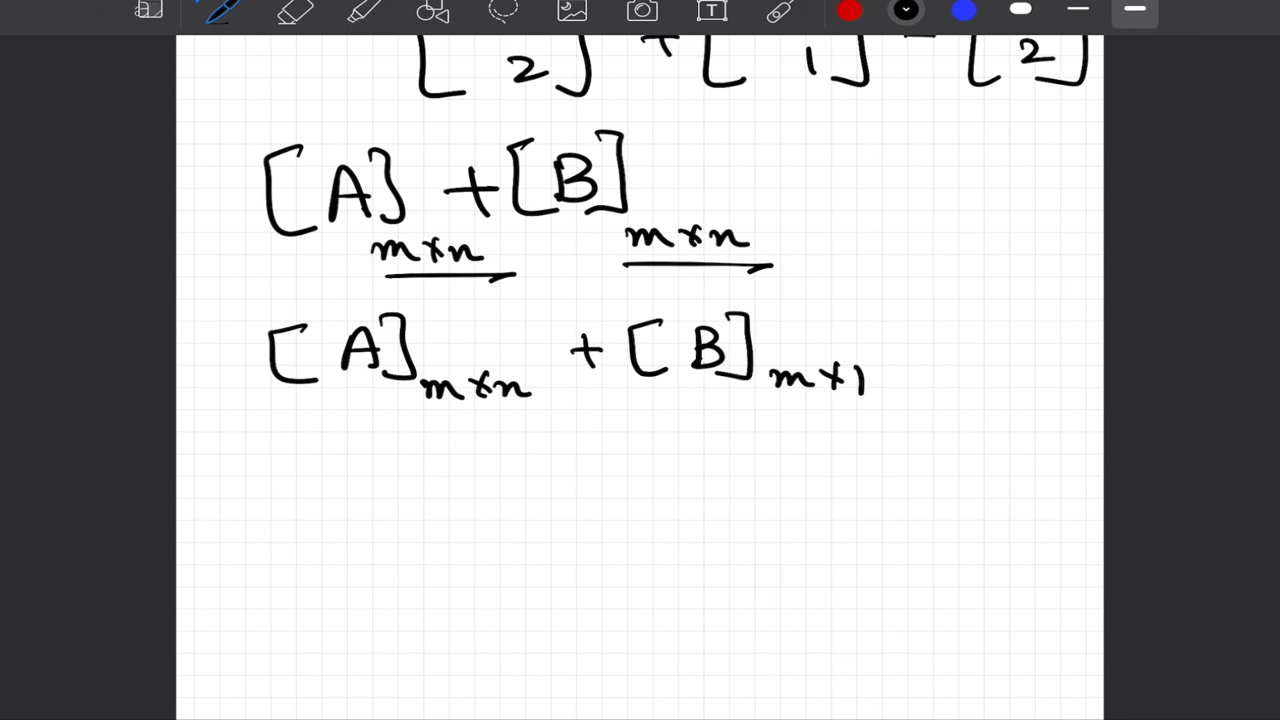 [ 2 ] + [ 1 ] = [ 2 ]
[A] + [B]
m×n m×n
[A]m×n + [B]m×1